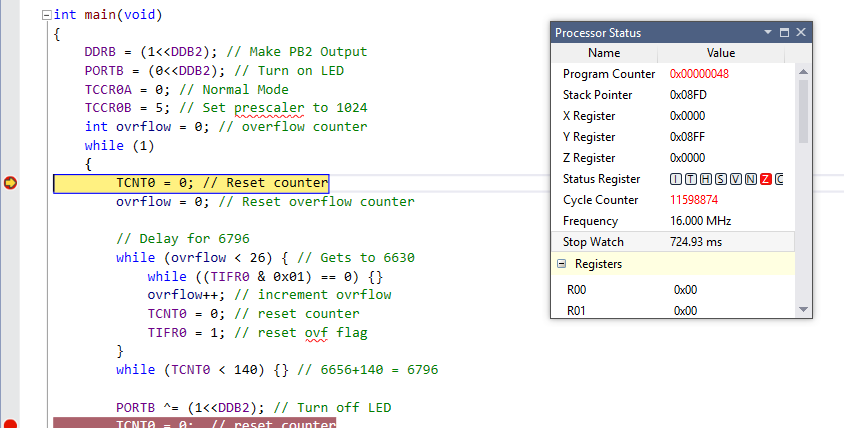 int main(void)
{
DDRB = (1<<DDB2); // Make PB2 Output
PORTB = (0<<DDB2); // Turn on LED
TCCR0A = 0; // Normal Mode
TCCR0B = 5; // Set prescaler to 1024
int ovrflow = 0; // overflow counter
while (1)
{
TCNT0 = 0; // Reset counter
ovrflow = 0; // Reset overflow counter
// Delay for 6796
while (ovrflow < 26) { // Gets to 6630
while ((TIFR0 & 0x01) == 0) {}
ovrflow++; // increment ovrflow
TCNT0 = 0; // reset counter
TIFR0 = 1; // reset ovf flag
}
while (TCNT0 < 140) {} // 6656+140 = 6796
PORTB ^= (1<<DDB2); // Turn off LED
TCNT0 = 0; // reset counter
Processor Status
Name Value
Program Counter 0x00000048
Stack Pointer 0x08FD
X Register 0x0000
Y Register 0x08FF
Z Register 0x0000
Status Register I T H S V N Z C
Cycle Counter 11598874
Frequency 16.000 MHz
Stop Watch 724.93 ms
Registers
R00 0x00
R01 0x00